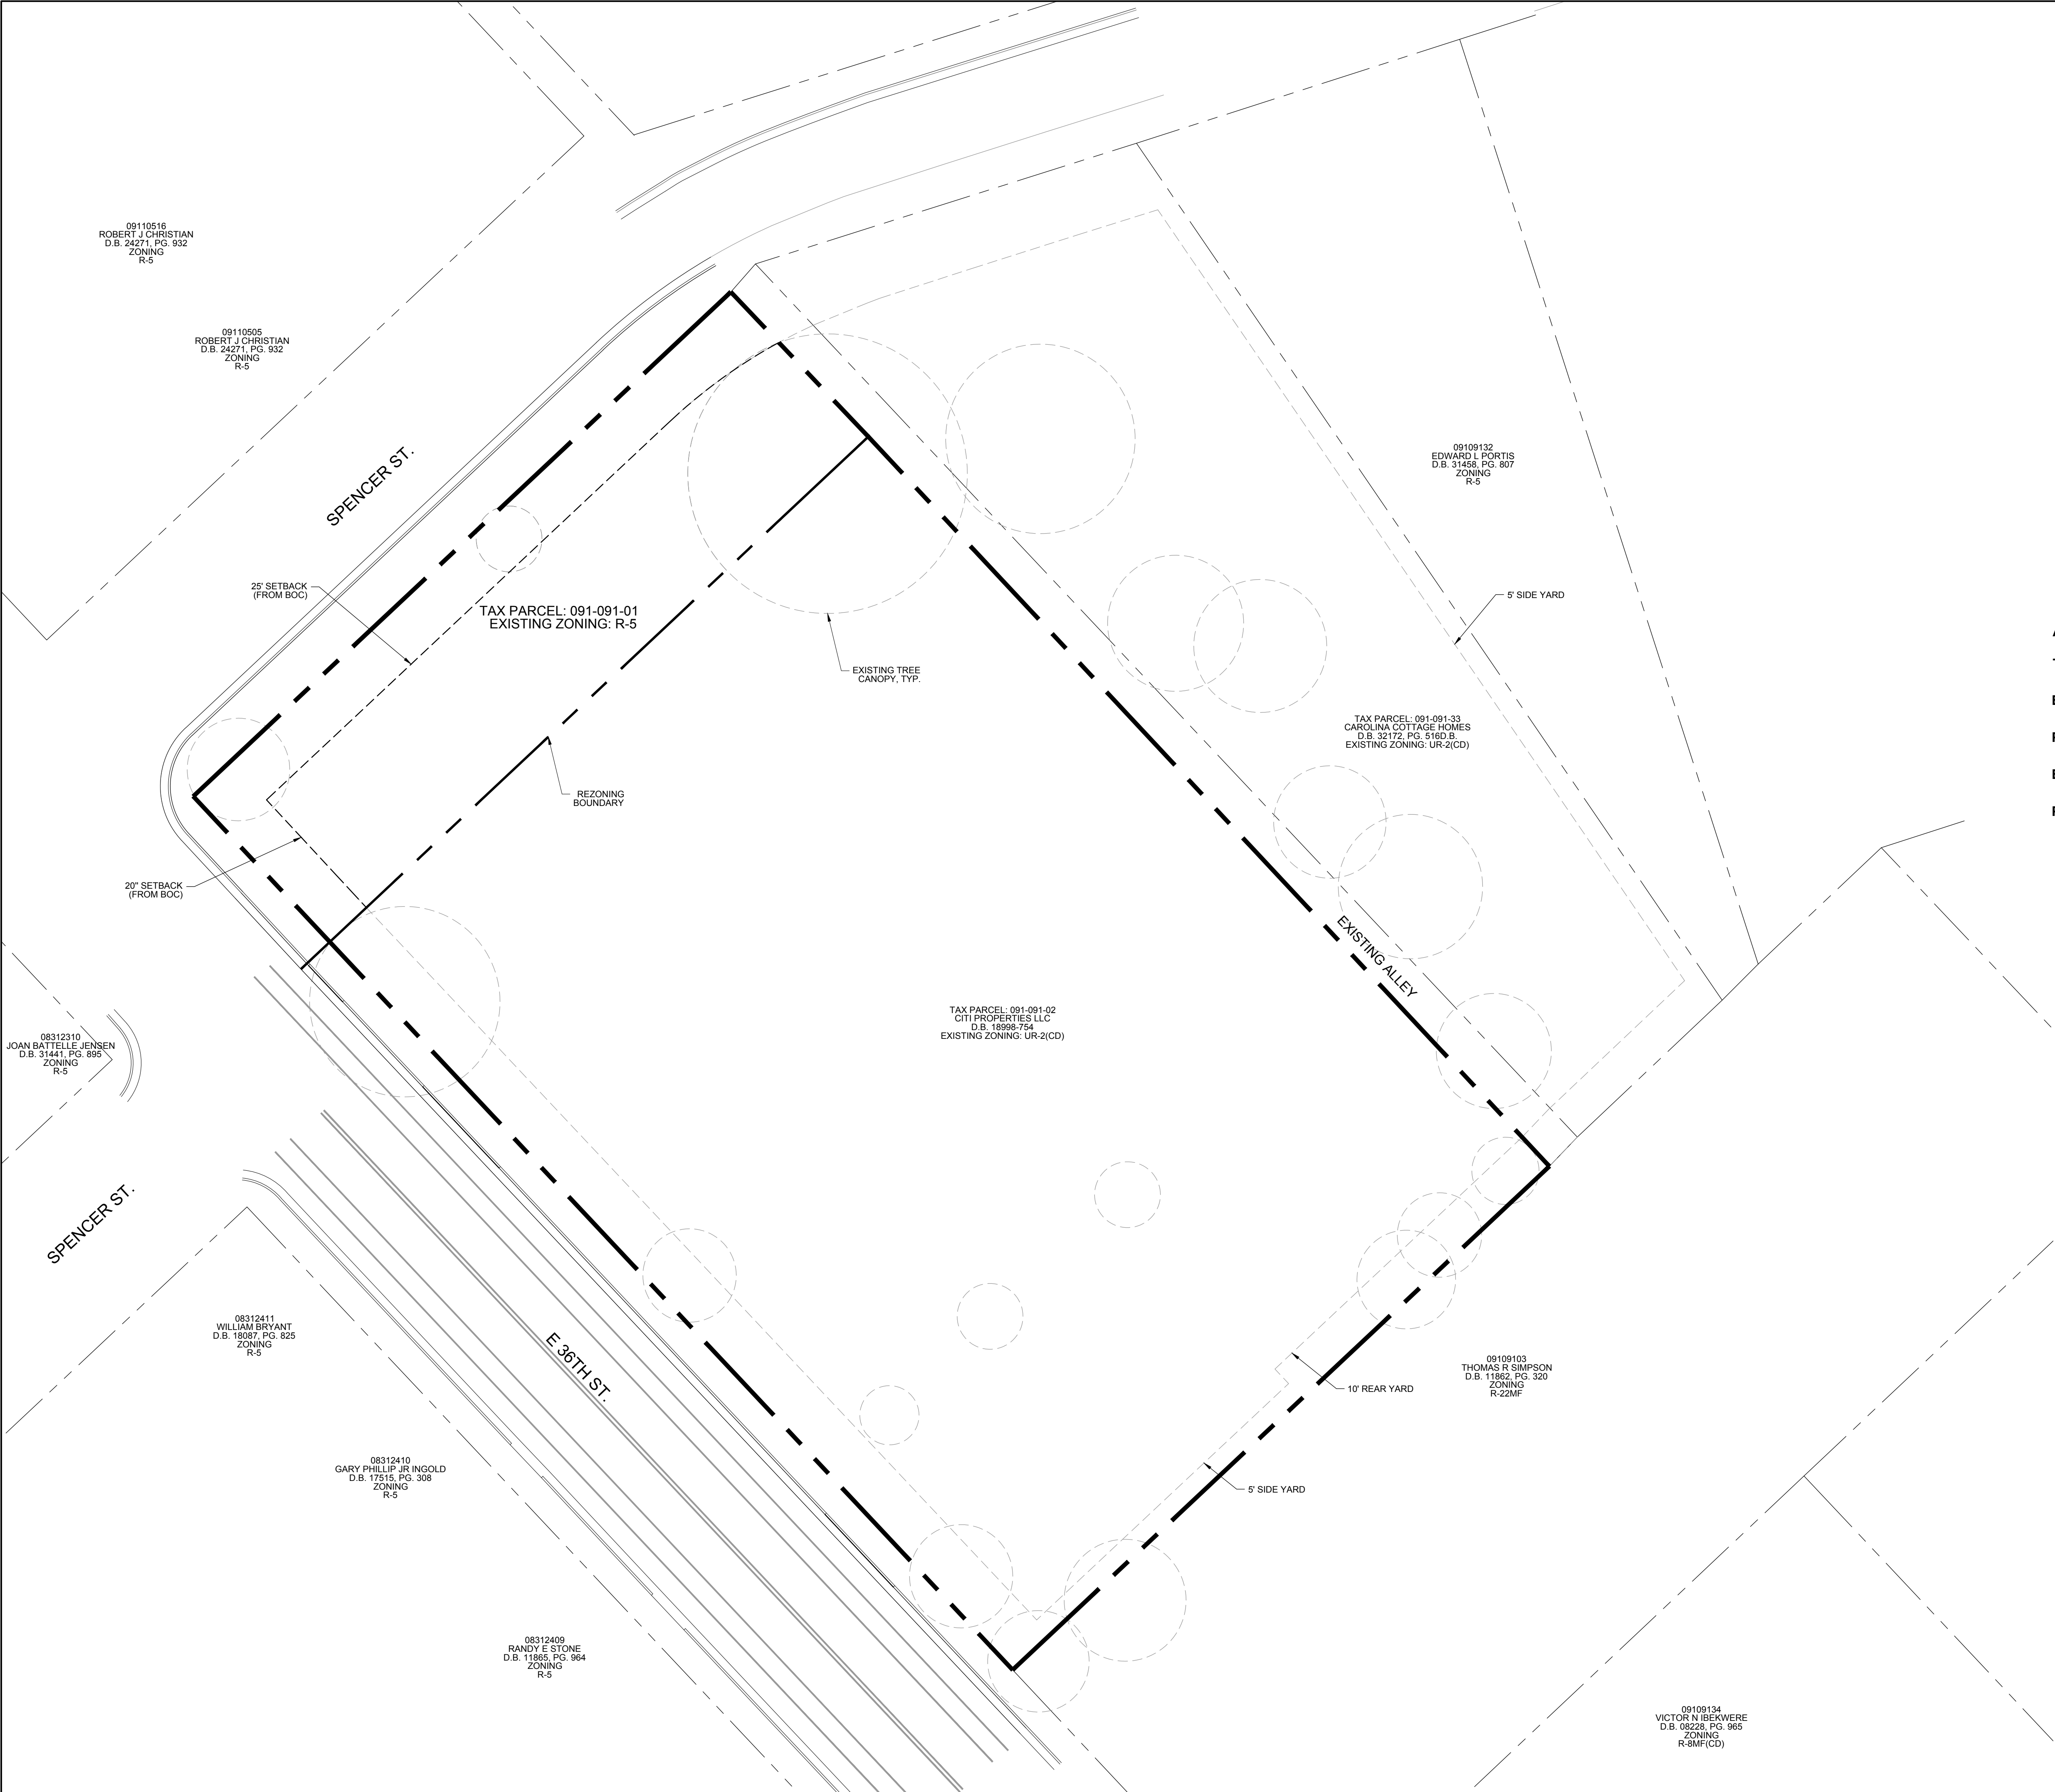 09110516
ROBERT J CHRISTIAN
D.B. 24271, PG. 932
ZONING
R-5
09110505
ROBERT J CHRISTIAN
D.B. 24271, PG. 932
ZONING
R-5
SPENCER ST.
09109132
EDWARD L PORTIS
D.B. 31458, PG. 807
ZONING
R-5
25' SETBACK
(FROM BOC)
5' SIDE YARD
TAX PARCEL: 091-091-01
EXISTING ZONING: R-5
EXISTING TREE
CANOPY, TYP.
TAX PARCEL: 091-091-33
CAROLINA COTTAGE HOMES
D.B. 32172, PG. 516D.B.
EXISTING ZONING: UR-2(CD)
REZONING
BOUNDARY
20" SETBACK
(FROM BOC)
EXISTING ALLEY
TAX PARCEL: 091-091-02
CITI PROPERTIES LLC
D.B. 18998-754
EXISTING ZONING: UR-2(CD)
08312310
JOAN BATTELLE JENSEN
D.B. 31441, PG. 895
ZONING
R-5
SPENCER ST.
08312411
WILLIAM BRYANT
D.B. 18087, PG. 825
ZONING
R-5
E 36TH ST.
09109103
THOMAS R SIMPSON
D.B. 11862, PG. 320
ZONING
R-22MF
10' REAR YARD
08312410
GARY PHILLIP JR INGOLD
D.B. 17515, PG. 308
ZONING
R-5
5' SIDE YARD
08312409
RANDY E STONE
D.B. 11865, PG. 964
ZONING
R-5
09109134
VICTOR N IBEKWERE
D.B. 08228, PG. 965
ZONING
R-8MF(CD)